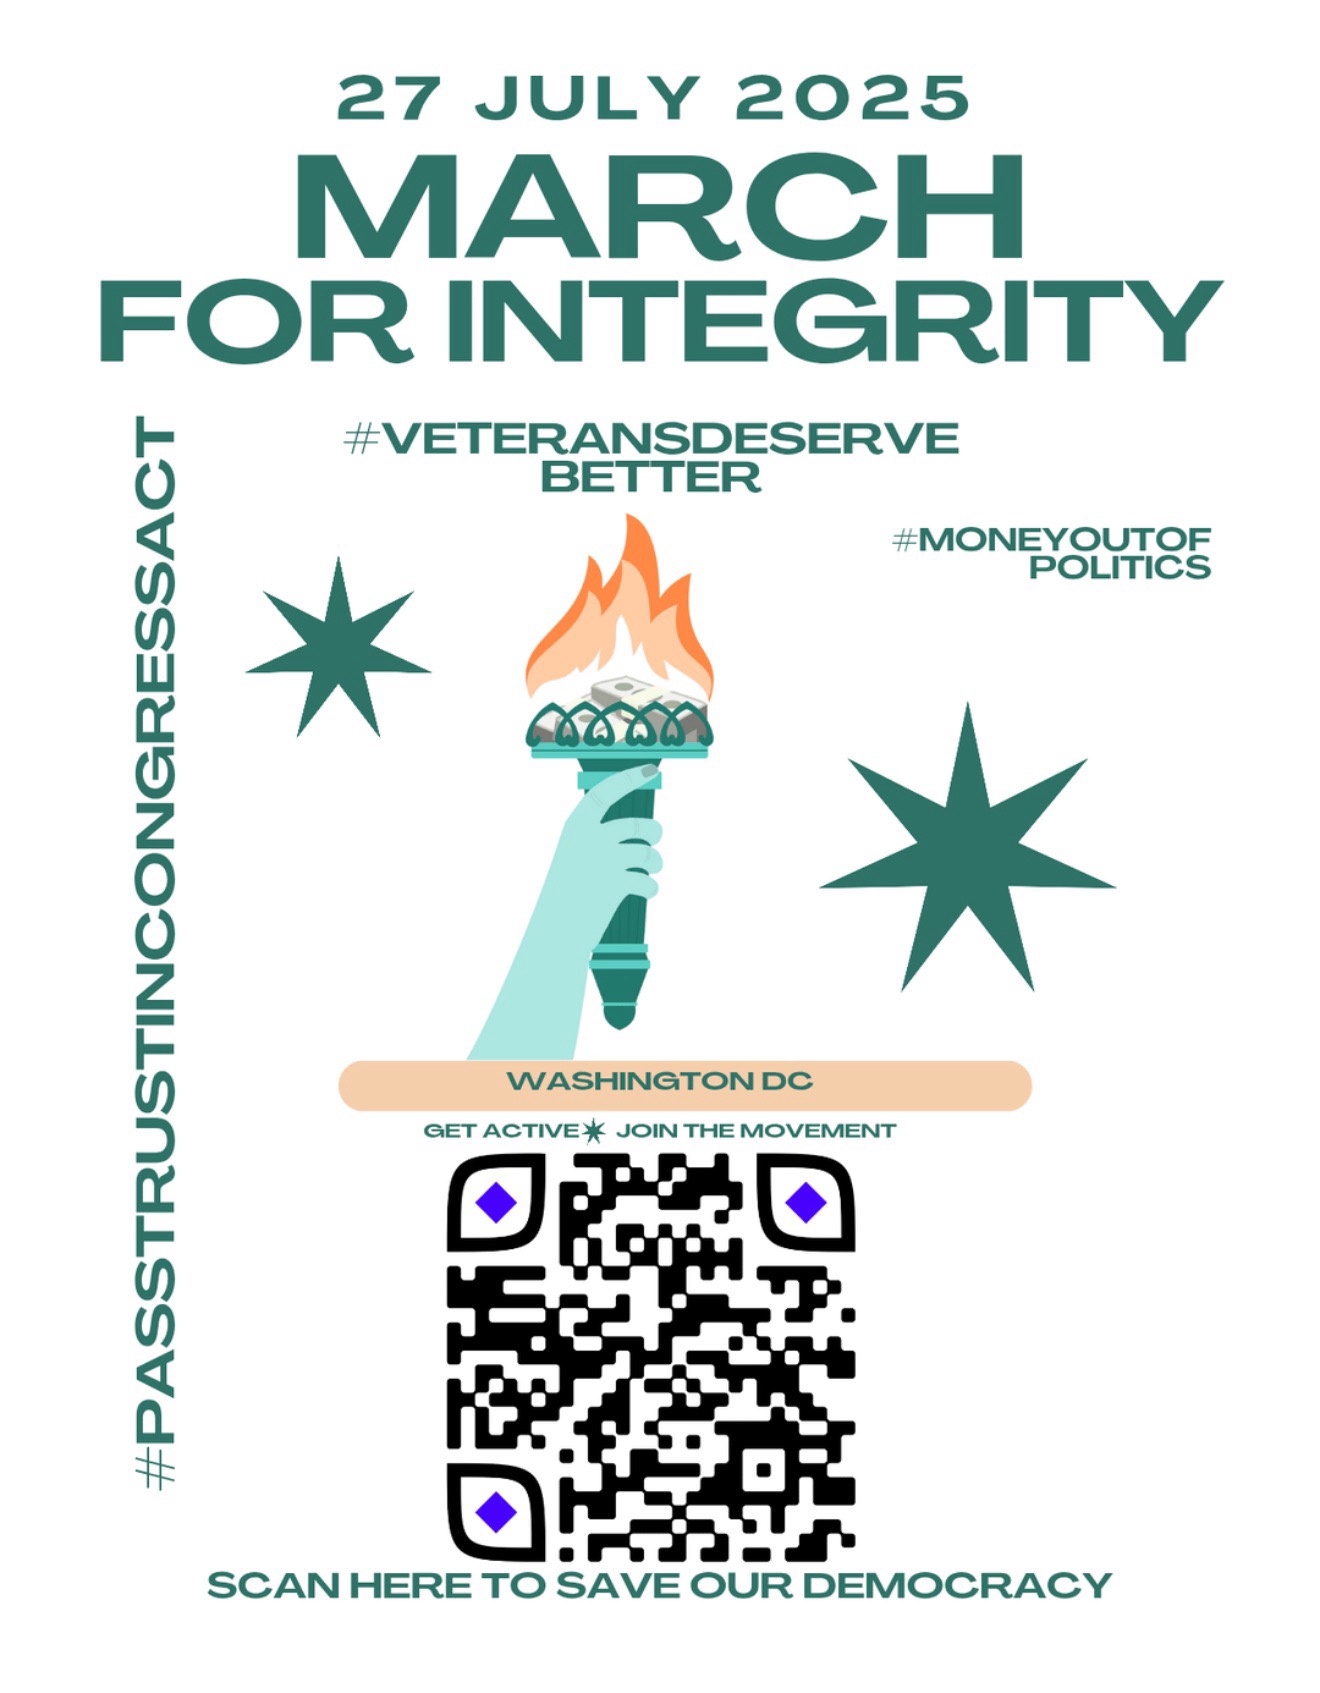 27 JULY 2025
MARCH
FOR INTEGRITY
#PASSTRUSTINCONGRESSACT
#VETERANSDESERVE
BETTER
#MONEYOUTOF
POLITICS
WASHINGTON DC
GET ACTIVE JOIN THE MOVEMENT
SCAN HERE TO SAVE OUR DEMOCRACY